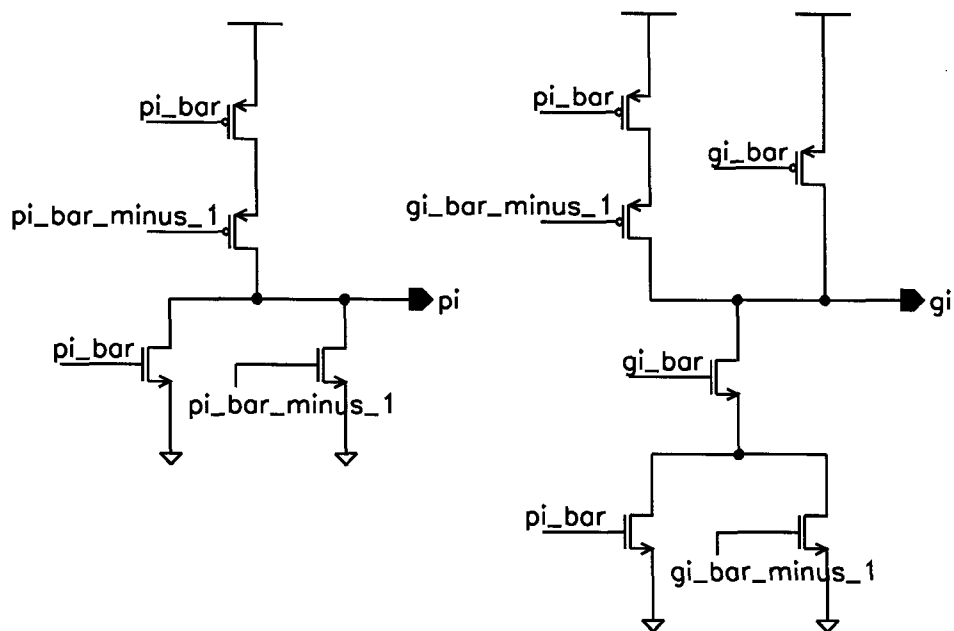 pi_bar
pi_bar_minus_1
pi
pi_bar
pi_bar_minus_1
pi_bar
gi_bar
gi_bar_minus_1
gi
gi_bar
pi_bar
gi_bar_minus_1